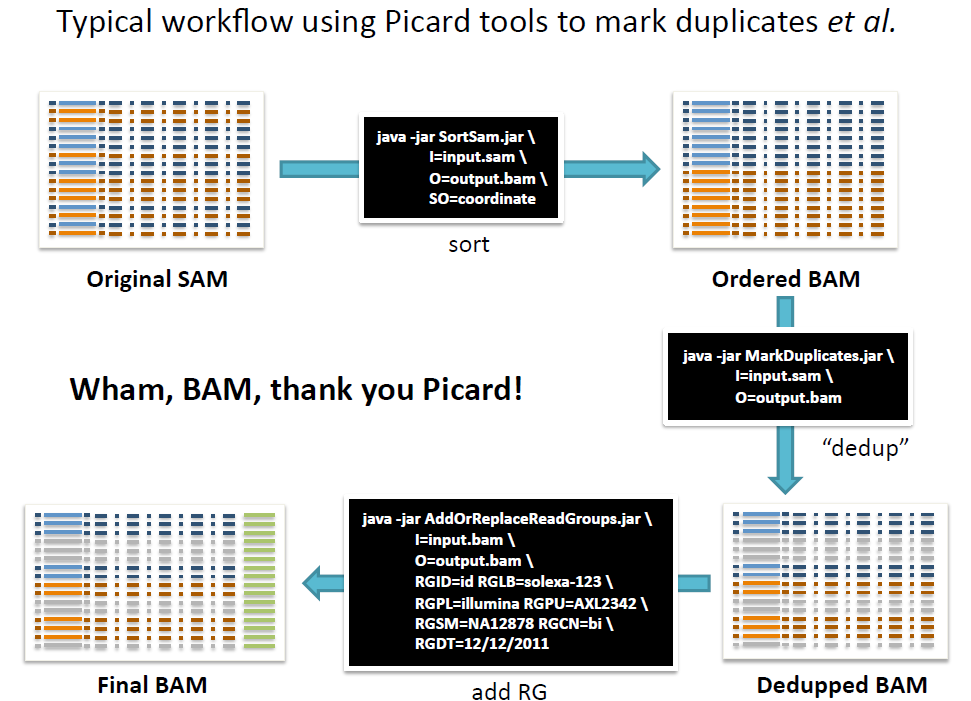 Typical workflow using Picard tools to mark duplicates et al.
java -jar SortSam.jar \
I=input.sam \
O=output.bam \
SO=coordinate
sort
Original SAM
Ordered BAM
java -jar MarkDuplicates.jar \
I=input.sam \
O=output.bam
Wham, BAM, thank you Picard!
“dedup”
java -jar AddOrReplaceReadGroups.jar \
I=input.bam \
O=output.bam \
RGID=id RGLB=solexa-123 \
RGPL=illumina RGPU=AXL2342 \
RGSM=NA12878 RGCN=bi \
RGDT=12/12/2011
Final BAM
add RG
Dedupped BAM